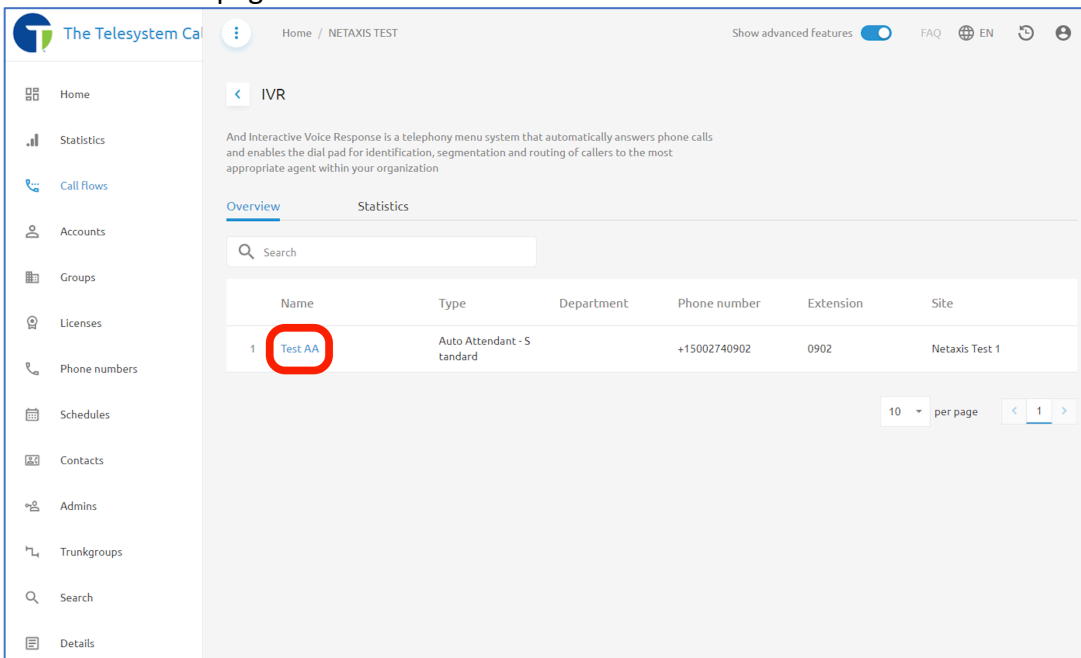 The Telesystem Cal
Home / NETAXIS TEST
Show advanced features
FAQ
EN
Home
Statistics
Call flows
Accounts
Groups
Licenses
Phone numbers
Schedules
Contacts
Admins
Trunkgroups
Search
Details
IVR
And Interactive Voice Response is a telephony menu system that automatically answers phone calls
and enables the dial pad for identification, segmentation and routing of callers to the most
appropriate agent within your organization
Overview Statistics
Search
Name Type Department Phone number Extension Site
1 Test AA Auto Attendant - S +15002740902 0902 Netaxis Test 1
tandard
10 per page < 1 >